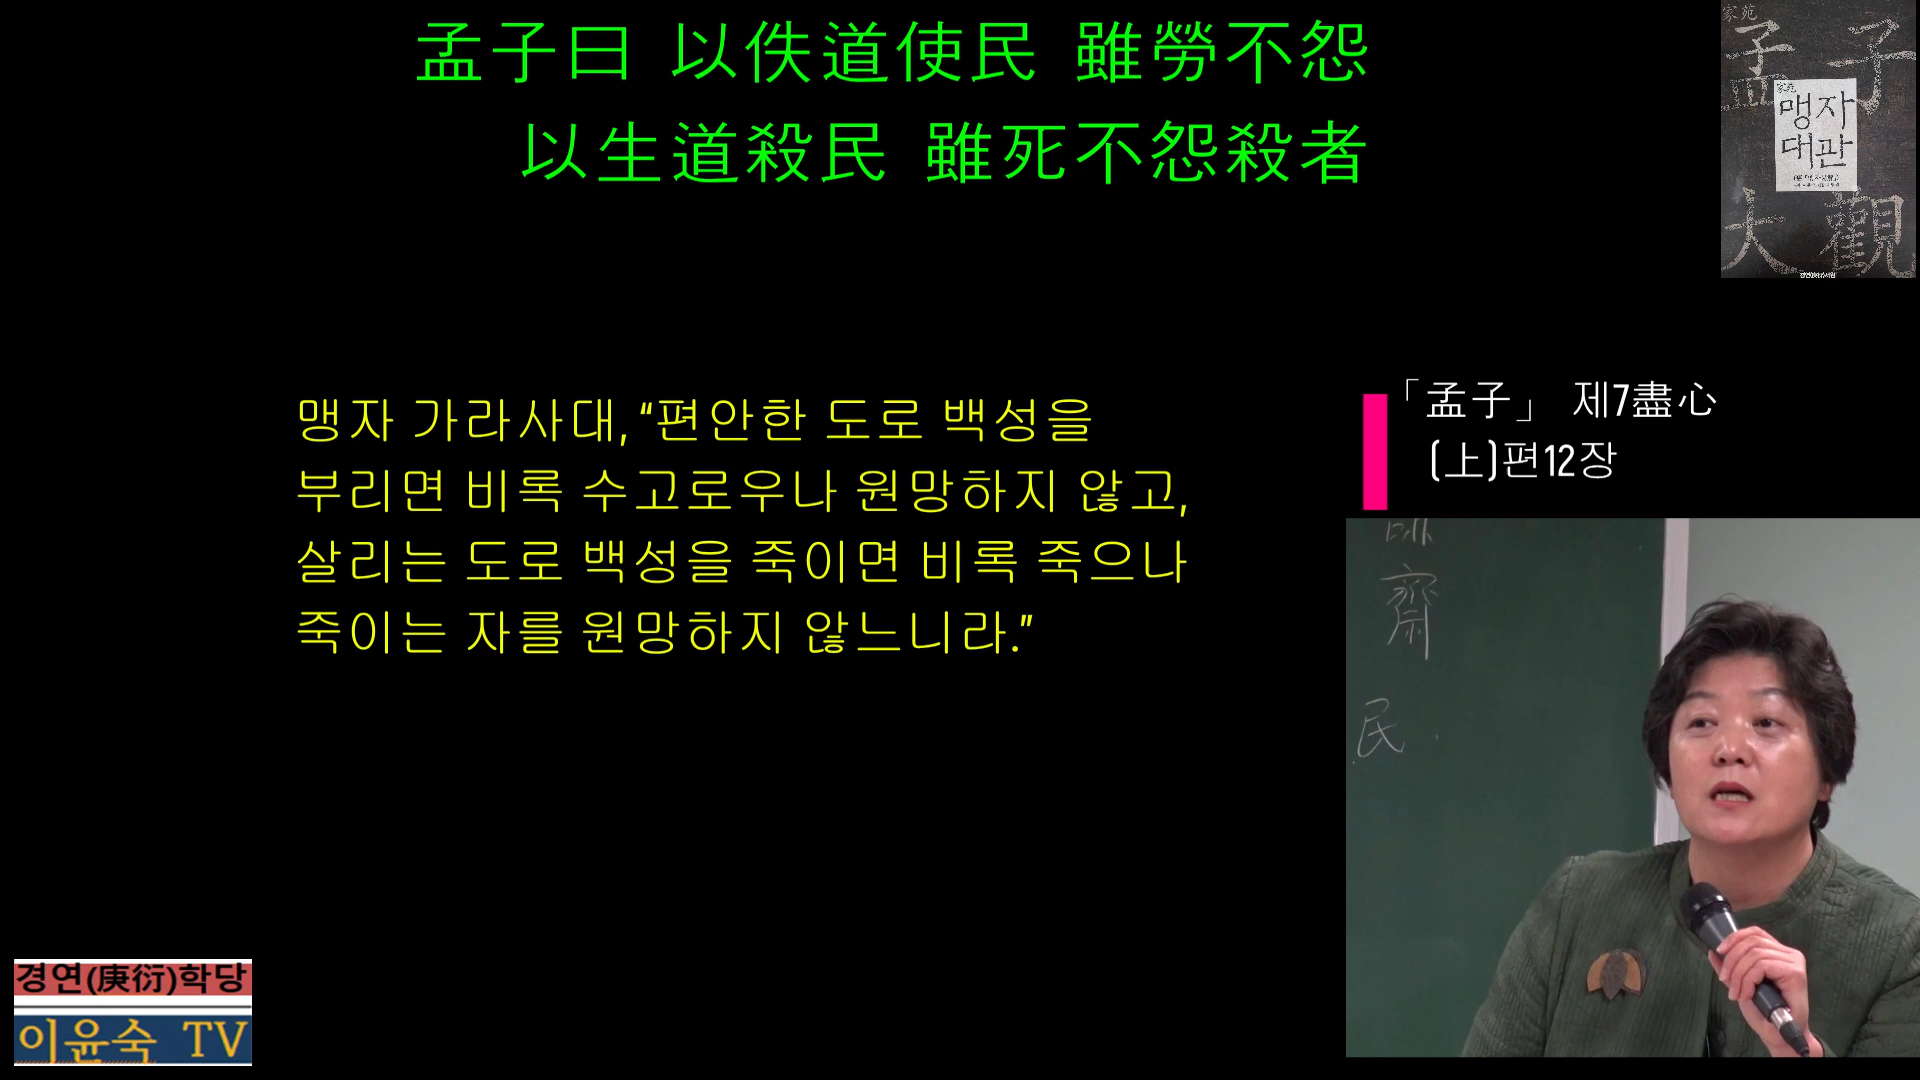 孟子曰 以佚道使民 雖勞不怨
以生道殺民 雖死不怨殺者
家苑
孟子
家苑
맹자
대관
大觀
맹자 가라사대, “편안한 도로 백성을
부리면 비록 수고로우나 원망하지 않고,
살리는 도로 백성을 죽이면 비록 죽으나
죽이는 자를 원망하지 않느니라.”
「孟子」 제7盡心
(上)편12장
齋
民
경연(庚衍)학당
이윤숙 TV